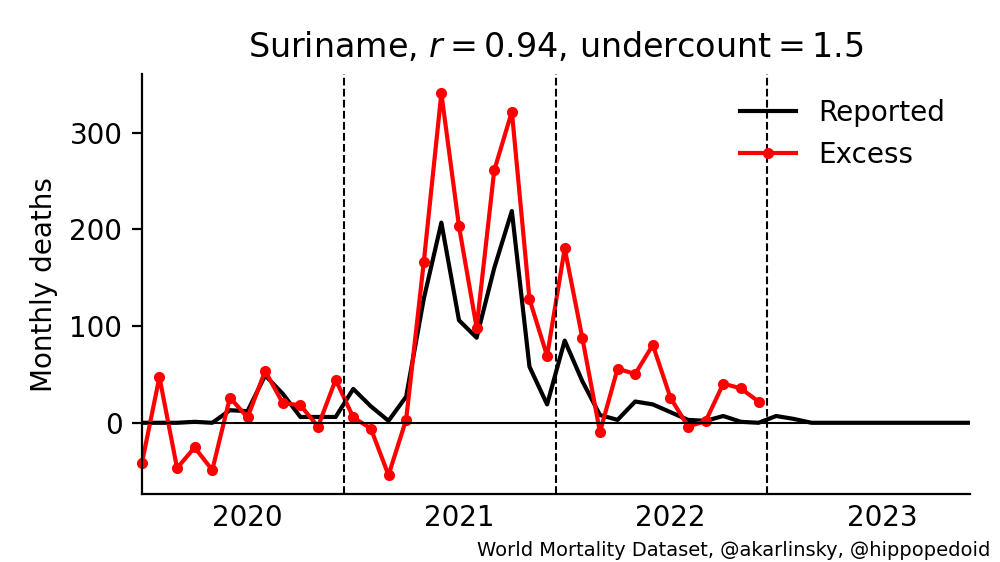 Suriname, r = 0.94, undercount = 1.5
Reported
Excess
Monthly deaths
300
200
100
0
2020 2021 2022 2023
World Mortality Dataset, @akarlinsky, @hippopedoid